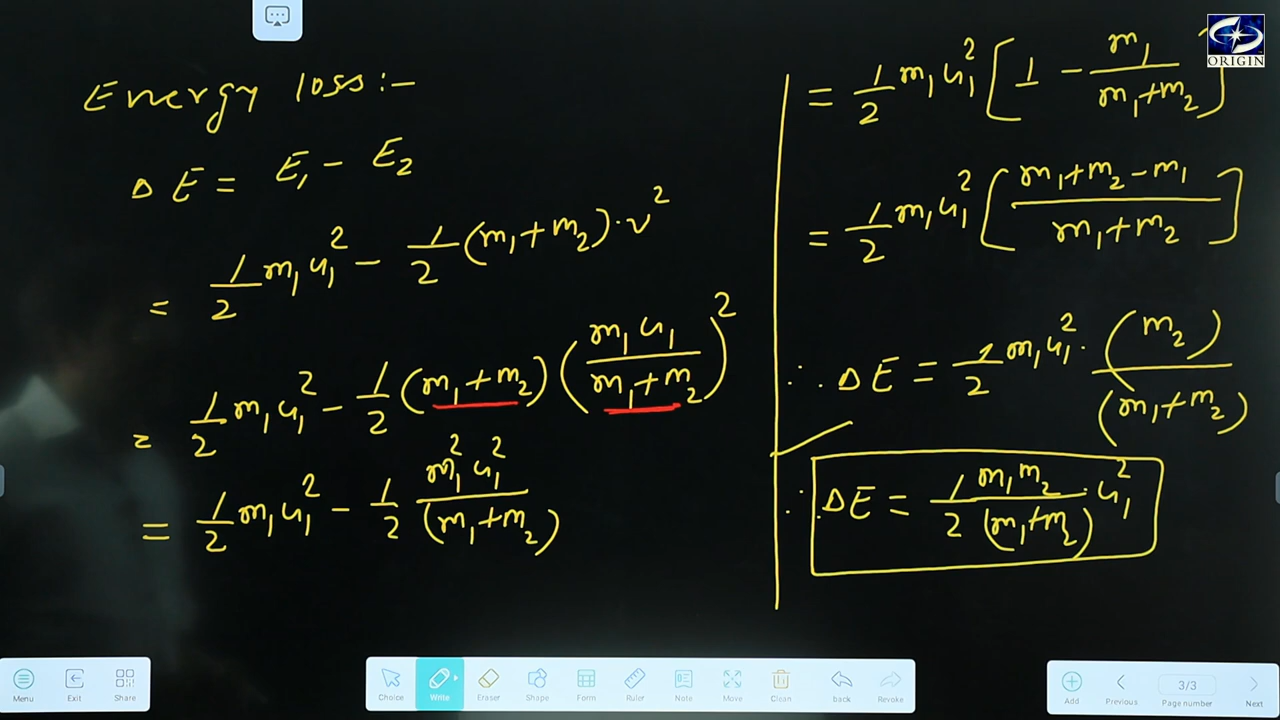 Energy loss :-
ΔE = E₁ - E₂
= 1/2 m₁u₁² - 1/2 (m₁+m₂)·v²
= 1/2 m₁u₁² - 1/2 (m₁+m₂) (m₁u₁/(m₁+m₂))²
= 1/2 m₁u₁² - 1/2 m₁²u₁²/(m₁+m₂)
= 1/2 m₁u₁² [1 - m₁/(m₁+m₂)]
= 1/2 m₁u₁² [(m₁+m₂-m₁)/(m₁+m₂)]
∴ ΔE = 1/2 m₁u₁² · (m₂)/(m₁+m₂)
∴ ΔE = 1/2 m₁m₂/(m₁+m₂) · u₁²
ORIGIN
Menu Exit Share
Choice Write Eraser Shape Form Ruler Note Move Clean back Revoke
Add Previous 3/3 Page number Next